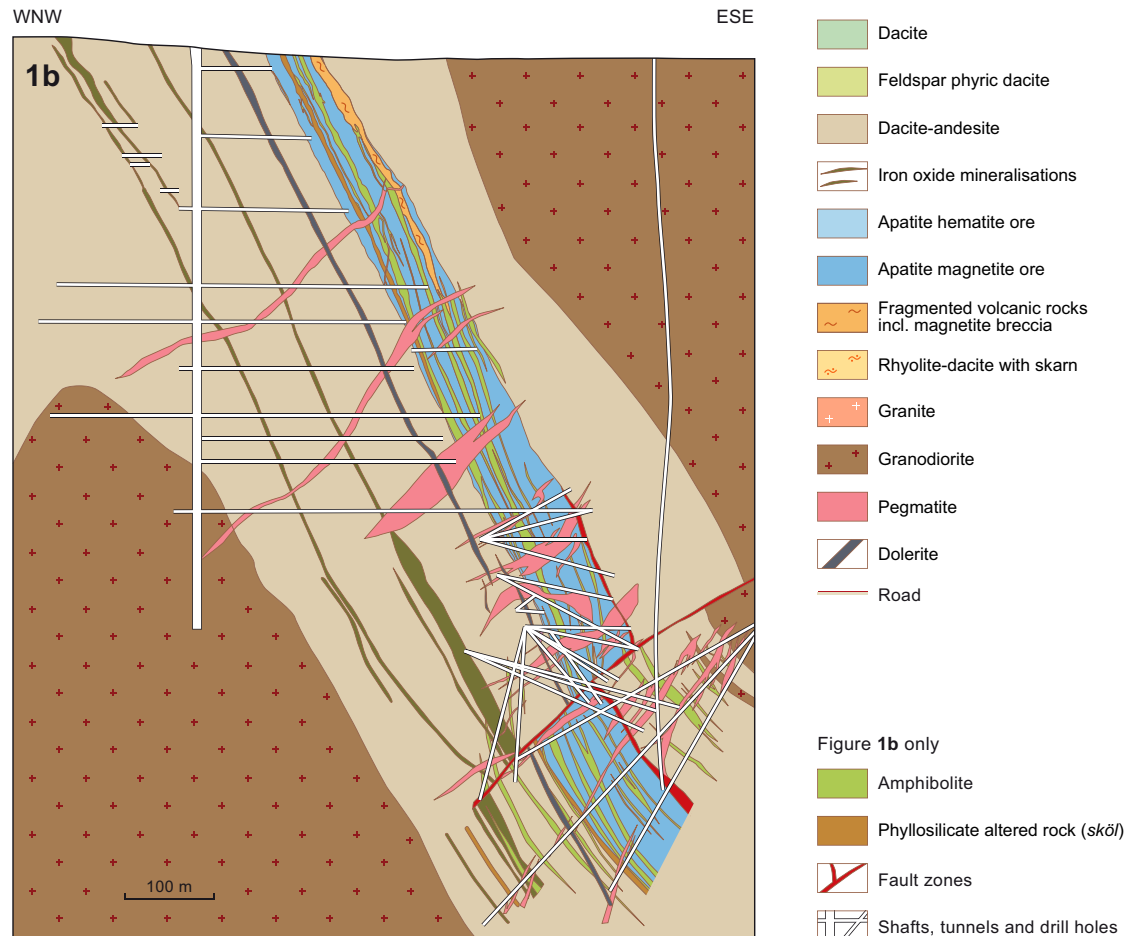 WNW
ESE
1b
100 m
Dacite
Feldspar phyric dacite
Dacite-andesite
Iron oxide mineralisations
Apatite hematite ore
Apatite magnetite ore
Fragmented volcanic rocks
incl. magnetite breccia
Rhyolite-dacite with skarn
Granite
Granodiorite
Pegmatite
Dolerite
Road
Figure 1b only
Amphibolite
Phyllosilicate altered rock (sköl)
Fault zones
Shafts, tunnels and drill holes